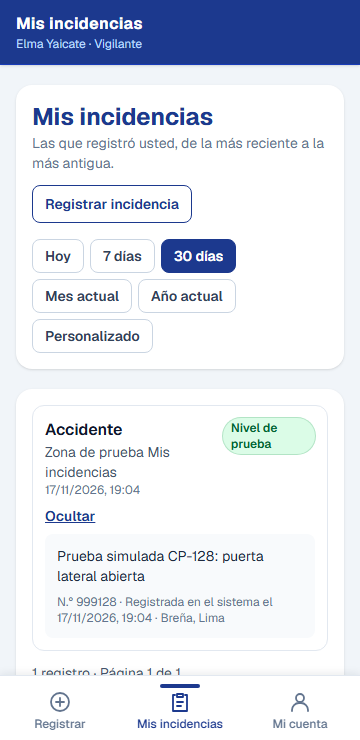 Mis incidencias
Elma Yaicate · Vigilante
Mis incidencias
Las que registró usted, de la más reciente a la
más antigua.
Registrar incidencia
Hoy
7 días
30 días
Mes actual
Año actual
Personalizado
Accidente
Nivel de
prueba
Zona de prueba Mis
incidencias
17/11/2026, 19:04
Ocultar
Prueba simulada CP-128: puerta
lateral abierta
N.° 999128 · Registrada en el sistema el
17/11/2026, 19:04 · Breña, Lima
1 registro · Página 1 de 1
Registrar
Mis incidencias
Mi cuenta